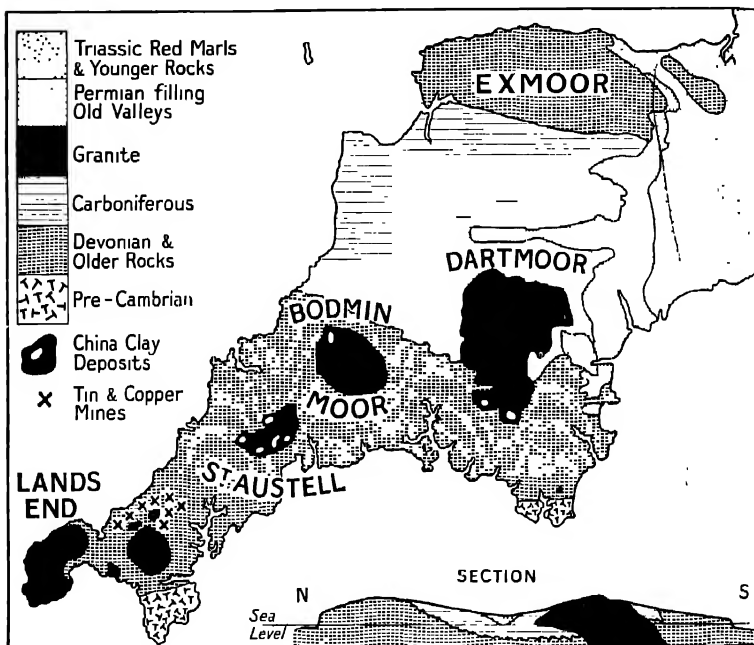 Triassic Red Marls
& Younger Rocks
Permian filling
Old Valleys
Granite
Carboniferous
Devonian &
Older Rocks
Pre-Cambrian
China Clay
Deposits
x Tin & Copper
Mines
EXMOOR
DARTMOOR
BODMIN
MOOR
ST AUSTELL
LANDS
END
SECTION
N
S
Sea
Level